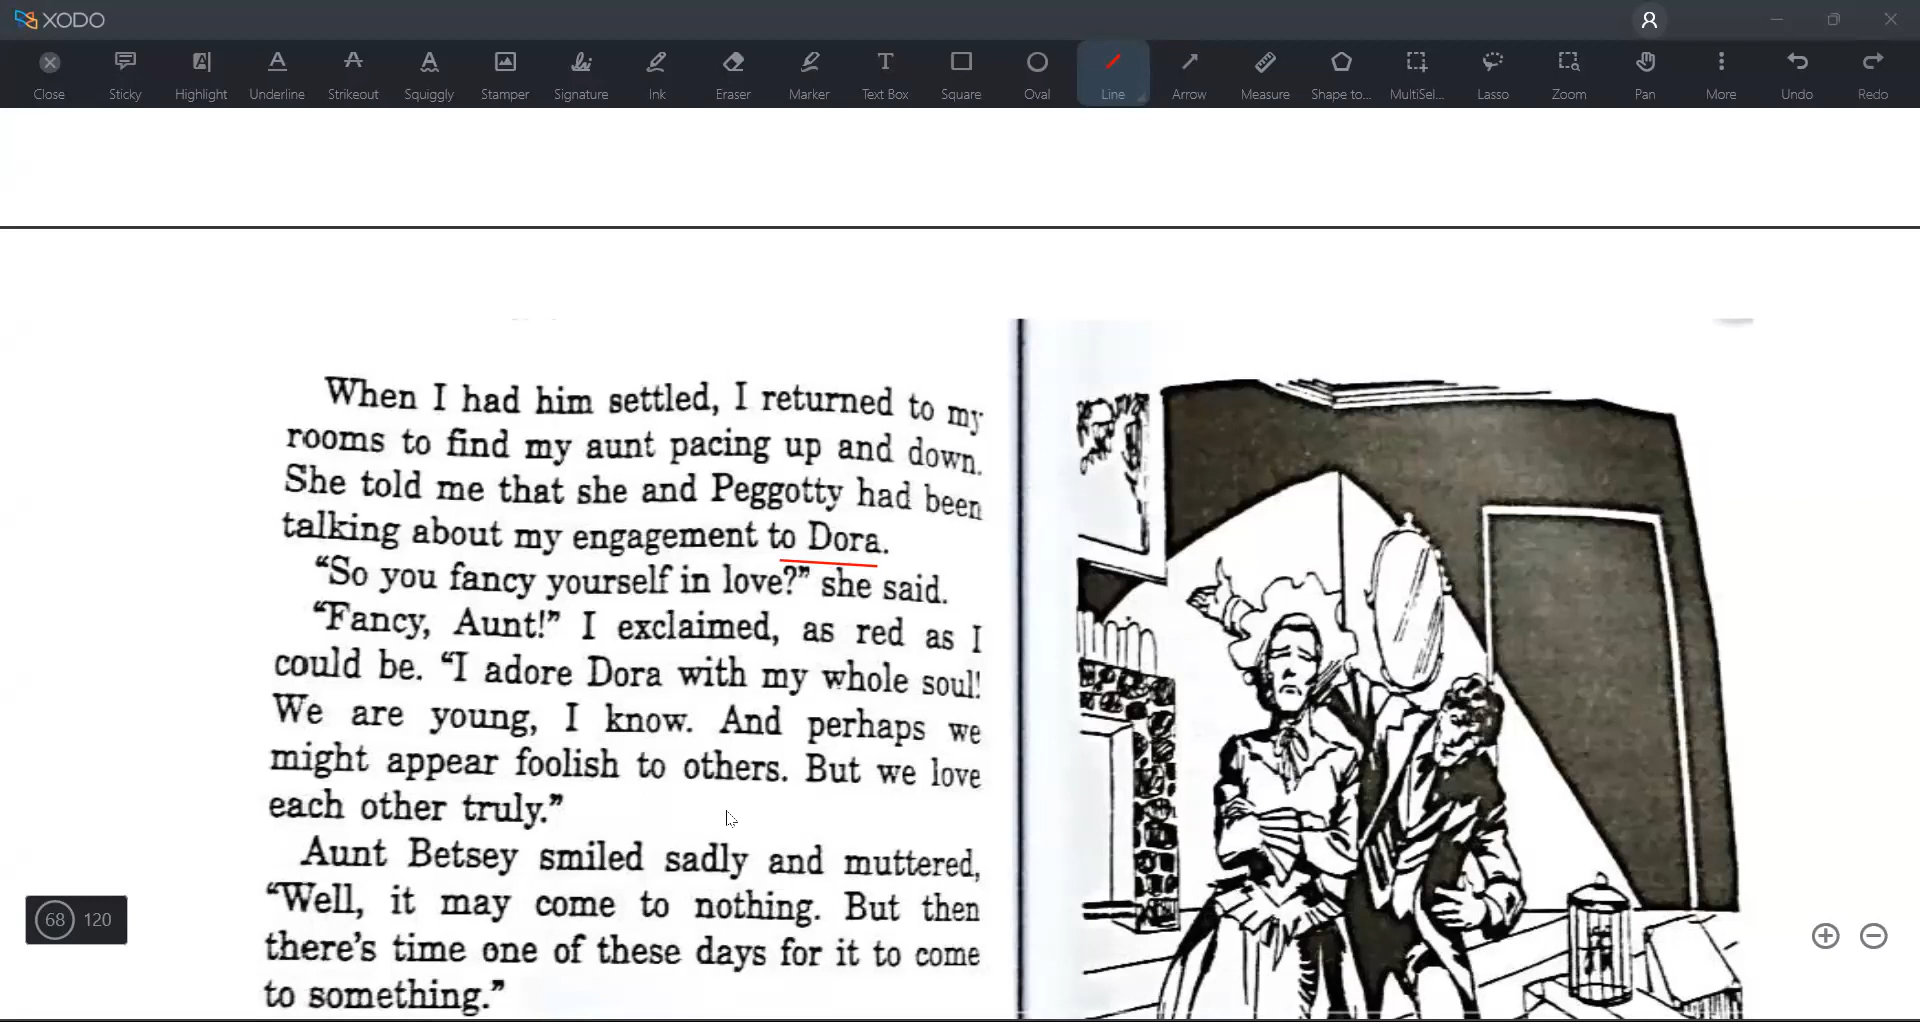 XODO
Close Sticky Highlight Underline Strikeout Squiggly Stamper Signature Ink Eraser Marker Text Box Square Oval Line Arrow Measure Shape to... MultiSel... Lasso Zoom Pan More Undo Redo
When I had him settled, I returned to my
rooms to find my aunt pacing up and down.
She told me that she and Peggotty had been
talking about my engagement to Dora.
“So you fancy yourself in love?” she said.
“Fancy, Aunt!” I exclaimed, as red as I
could be. “I adore Dora with my whole soul!
We are young, I know. And perhaps we
might appear foolish to others. But we love
each other truly.”
Aunt Betsey smiled sadly and muttered,
“Well, it may come to nothing. But then
there’s time one of these days for it to come
to something.”
68 120